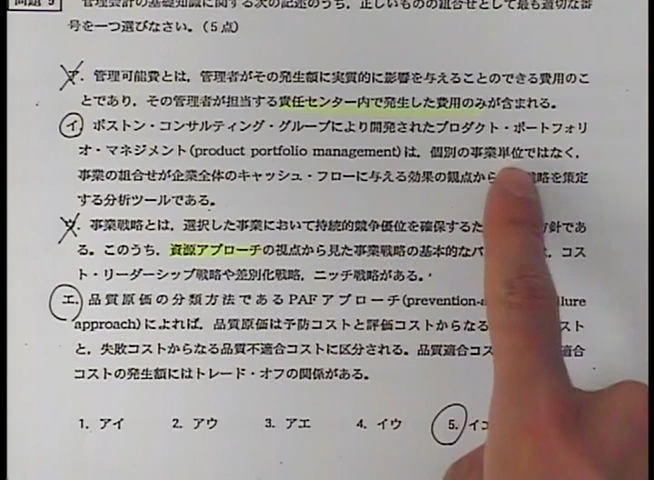 問題 5 管理会計の基礎知識に関する次の記述のうち，正しいものの組合せとして最も適切な番
号を一つ選びなさい。（5点）
ア．管理可能費とは，管理者がその発生額に実質的に影響を与えることのできる費用のこ
とであり，その管理者が担当する責任センター内で発生した費用のみが含まれる。
イ．ボストン・コンサルティング・グループにより開発されたプロダクト・ポートフォリ
オ・マネジメント(product portfolio management)は，個別の事業単位ではなく，
事業の組合せが企業全体のキャッシュ・フローに与える効果の観点から 戦略を策定
する分析ツールである。
ウ．事業戦略とは，選択した事業において持続的競争優位を確保するた 方針であ
る。このうち，資源アプローチの視点から見た事業戦略の基本的なパ ，コス
ト・リーダーシップ戦略や差別化戦略，ニッチ戦略がある。
エ．品質原価の分類方法であるPAFアプローチ(prevention-a lure
approach)によれば，品質原価は予防コストと評価コストからなる スト
と，失敗コストからなる品質不適合コストに区分される。品質適合コス 適合
コストの発生額にはトレード・オフの関係がある。
1．アイ 2．アウ 3．アエ 4．イウ 5．イエ